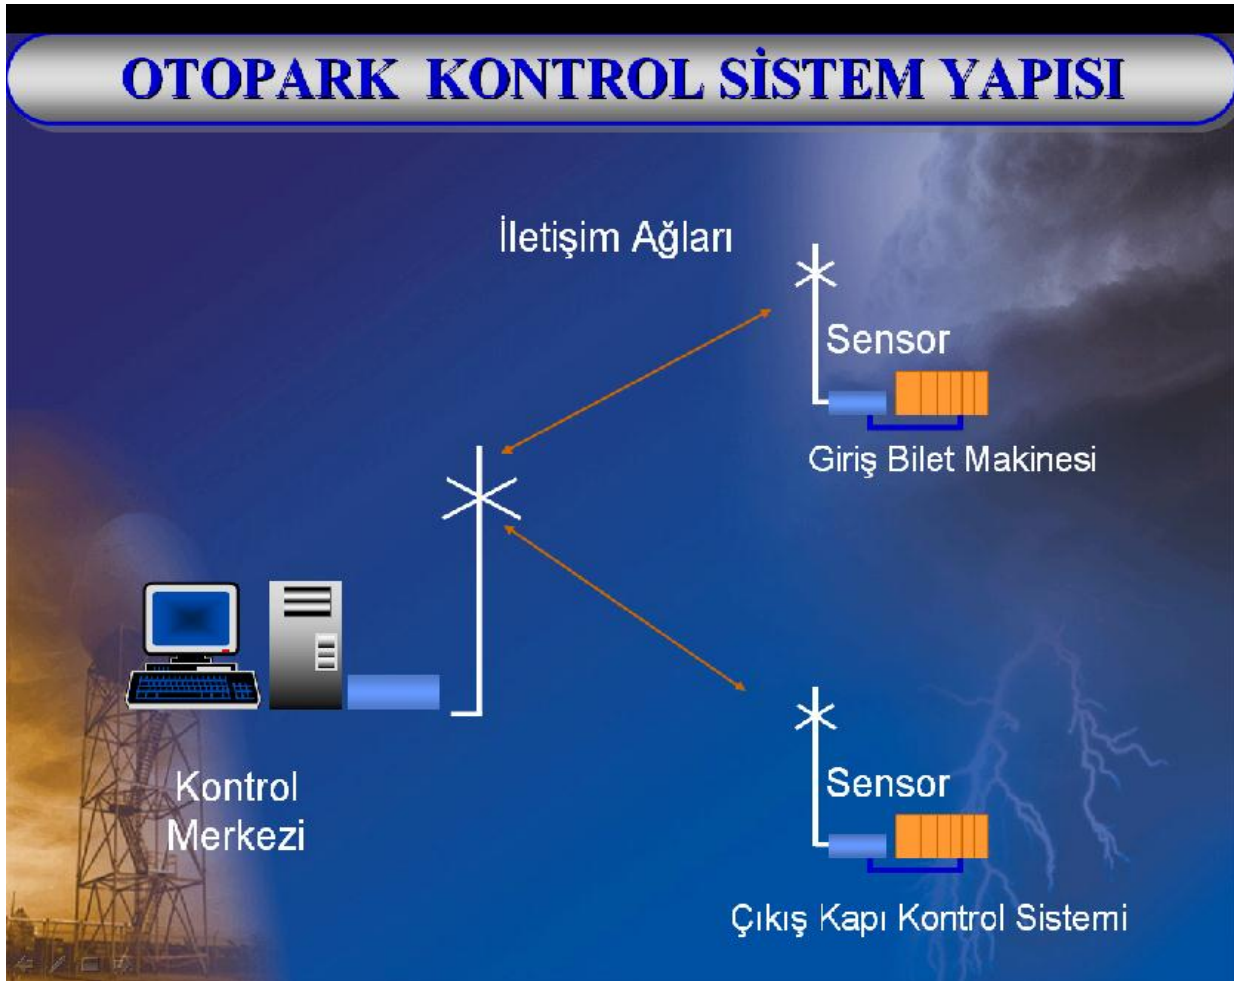 OTOPARK KONTROL SİSTEM YAPISI
İletişim Ağları
Sensor
Giriş Bilet Makinesi
Kontrol
Merkezi
Sensor
Çıkış Kapı Kontrol Sistemi